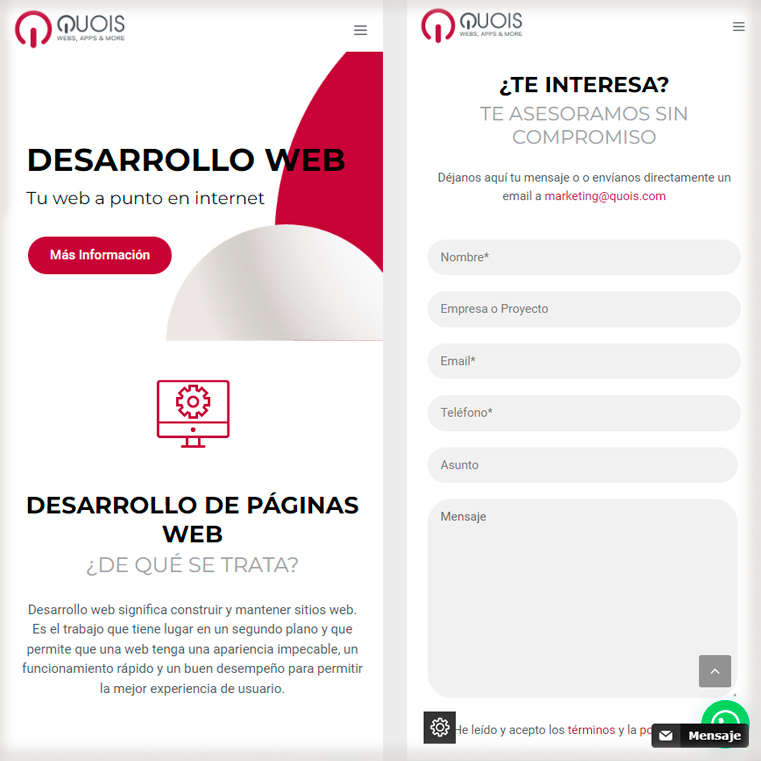 QUOIS
WEBS, APPS & MORE
DESARROLLO WEB
Tu web a punto en internet
Más Información
DESARROLLO DE PÁGINAS
WEB
¿DE QUÉ SE TRATA?
Desarrollo web significa construir y mantener sitios web.
Es el trabajo que tiene lugar en un segundo plano y que
permite que una web tenga una apariencia impecable, un
funcionamiento rápido y un buen desempeño para permitir
la mejor experiencia de usuario.
QUOIS
WEBS, APPS & MORE
¿TE INTERESA?
TE ASESORAMOS SIN
COMPROMISO
Déjanos aquí tu mensaje o o envíanos directamente un
email a marketing@quois.com
Nombre*
Empresa o Proyecto
Email*
Teléfono*
Asunto
Mensaje
He leído y acepto los términos y la
Mensaje